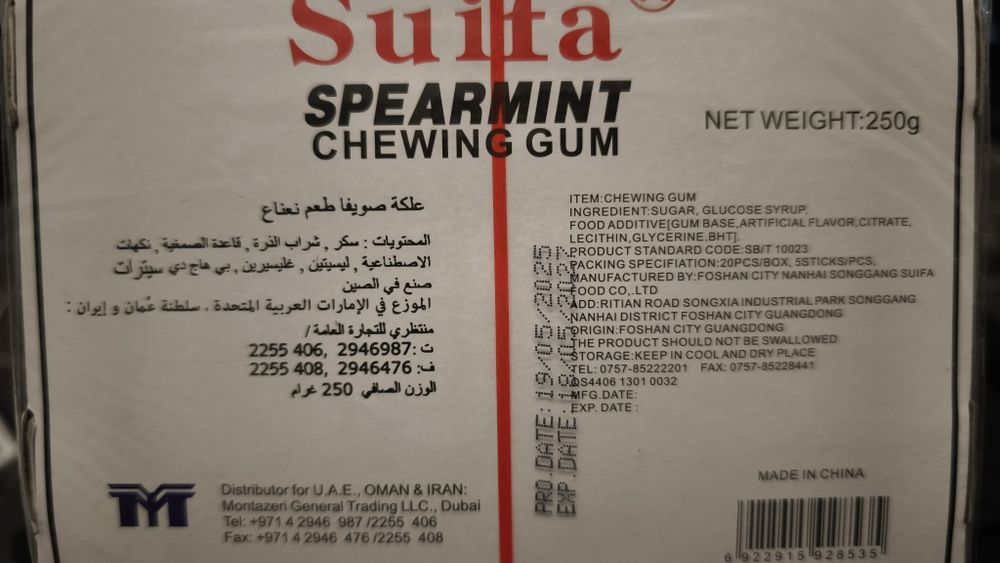 Suifa®
SPEARMINT
CHEWING GUM
NET WEIGHT:250g
علكة صويفا طعم نعناع
المحتويات : سكر , شراب الذرة , قاعدة الصمغية , نكهات
الاصطناعية , ليسيتين , غليسيرين , بي هاج دي سيترات
صنع في الصين
الموزع في الإمارات العربية المتحدة ، سلطنة عُمان و إيران :
منتظري للتجارة العامة /
ت: 2946987 ,406 2255
ف: 2946476 ,408 2255
الوزن الصافي 250 غرام
ITEM:CHEWING GUM
INGREDIENT:SUGAR, GLUCOSE SYRUP,
FOOD ADDITIVE[GUM BASE,ARTIFICIAL FLAVOR,CITRATE,
LECITHIN,GLYCERINE,BHT].
PRODUCT STANDARD CODE:SB/T 10023
PACKING SPECIFIATION:20PCS/BOX, 5STICKS/PCS,
MANUFACTURED BY:FOSHAN CITY NANHAI SONGGANG SUIFA
FOOD CO,.LTD
ADD:RITIAN ROAD SONGXIA INDUSTRIAL PARK SONGGANG
NANHAI DISTRICT FOSHAN CITY GUANGDONG
ORIGIN:FOSHAN CITY GUANGDONG
THE PRODUCT SHOULD NOT BE SWALLOWED
STORAGE:KEEP IN COOL AND DRY PLACE
TEL: 0757-85222201 FAX: 0757-85228441
QS4406 1301 0032
MFG.DATE:
EXP. DATE :
PRO.DATE: 19/05/2025
EXP.DATE:
Distributor for U.A.E., OMAN & IRAN:
Montazeri General Trading LLC., Dubai
Tel: +971 4 2946 987 /2255 406
Fax: +971 4 2946 476 /2255 408
MADE IN CHINA
6 922915 928535